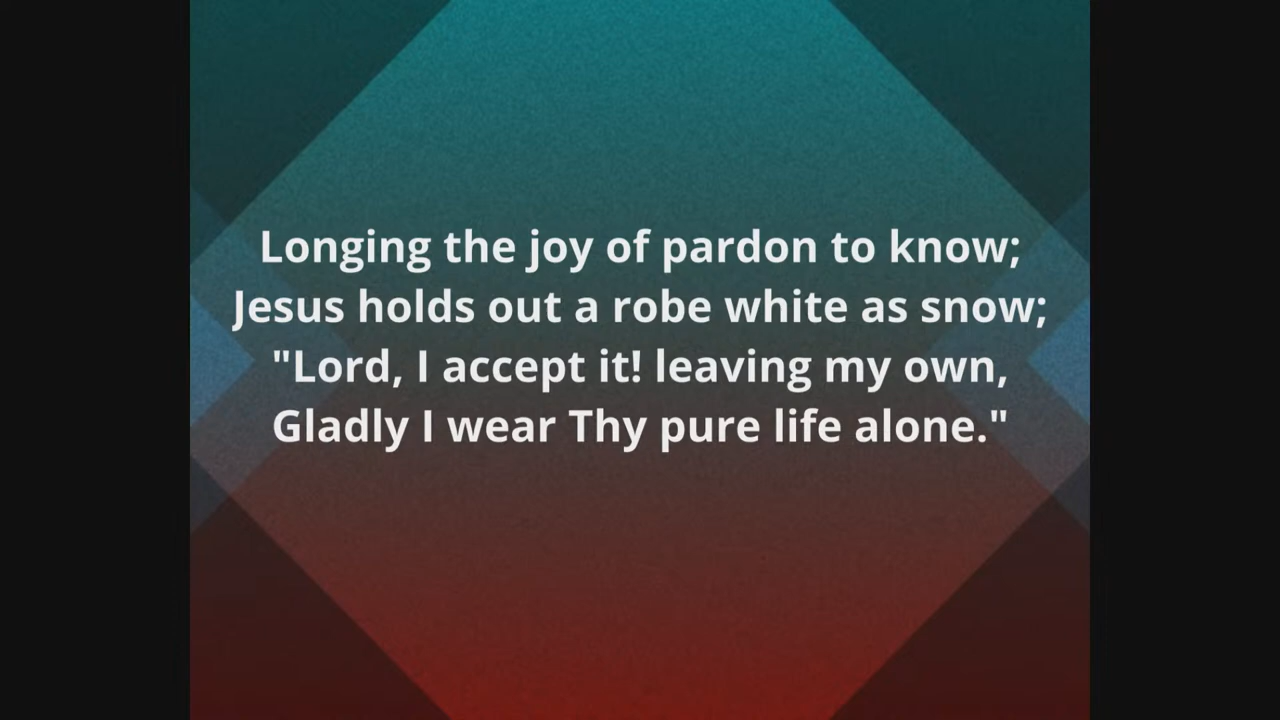 Longing the joy of pardon to know;
Jesus holds out a robe white as snow;
"Lord, I accept it! leaving my own,
Gladly I wear Thy pure life alone."